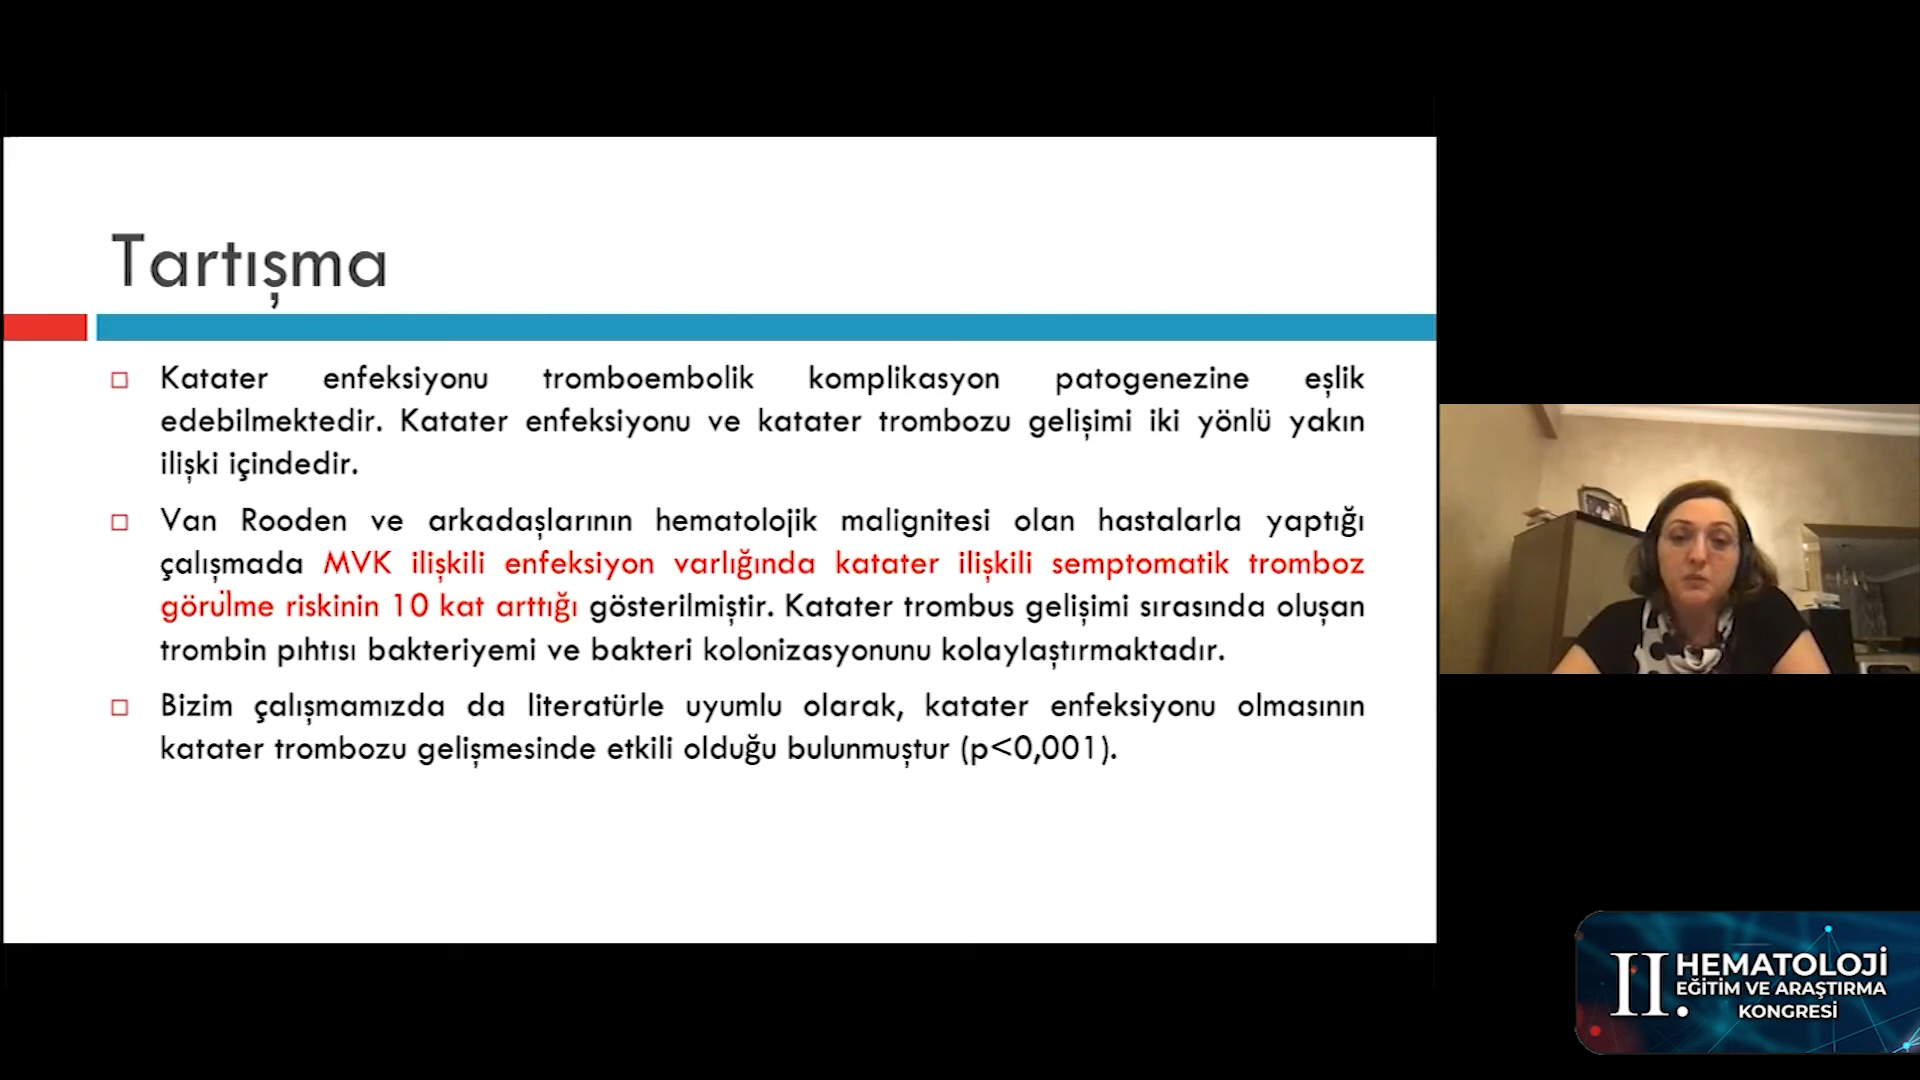 Tartışma
Katater enfeksiyonu tromboembolik komplikasyon patogenezine eşlik
edebilmektedir. Katater enfeksiyonu ve katater trombozu gelişimi iki yönlü yakın
ilişki içindedir.
Van Rooden ve arkadaşlarının hematolojik malignitesi olan hastalarla yaptığı
çalışmada MVK ilişkili enfeksiyon varlığında katater ilişkili semptomatik tromboz
görülme riskinin 10 kat arttığı gösterilmiştir. Katater trombus gelişimi sırasında oluşan
trombin pıhtısı bakteriyemi ve bakteri kolonizasyonunu kolaylaştırmaktadır.
Bizim çalışmamızda da literatürle uyumlu olarak, katater enfeksiyonu olmasının
katater trombozu gelişmesinde etkili olduğu bulunmuştur (p<0,001).
II. HEMATOLOJİ
EĞİTİM VE ARAŞTIRMA
KONGRESİ